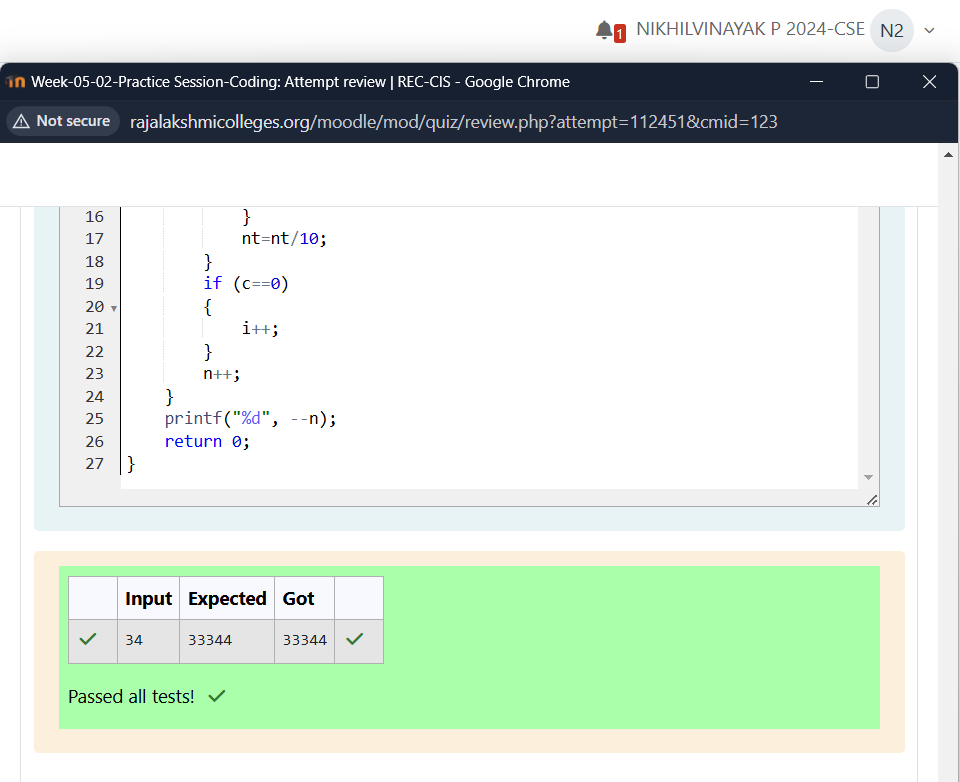 1 NIKHILVINAYAK P 2024-CSE N2
Week-05-02-Practice Session-Coding: Attempt review | REC-CIS - Google Chrome
Not secure rajalakshmicolleges.org/moodle/mod/quiz/review.php?attempt=112451&cmid=123
16 }
17 nt=nt/10;
18 }
19 if (c==0)
20 {
21 i++;
22 }
23 n++;
24 }
25 printf("%d", --n);
26 return 0;
27 }
Input Expected Got
34 33344 33344
Passed all tests!